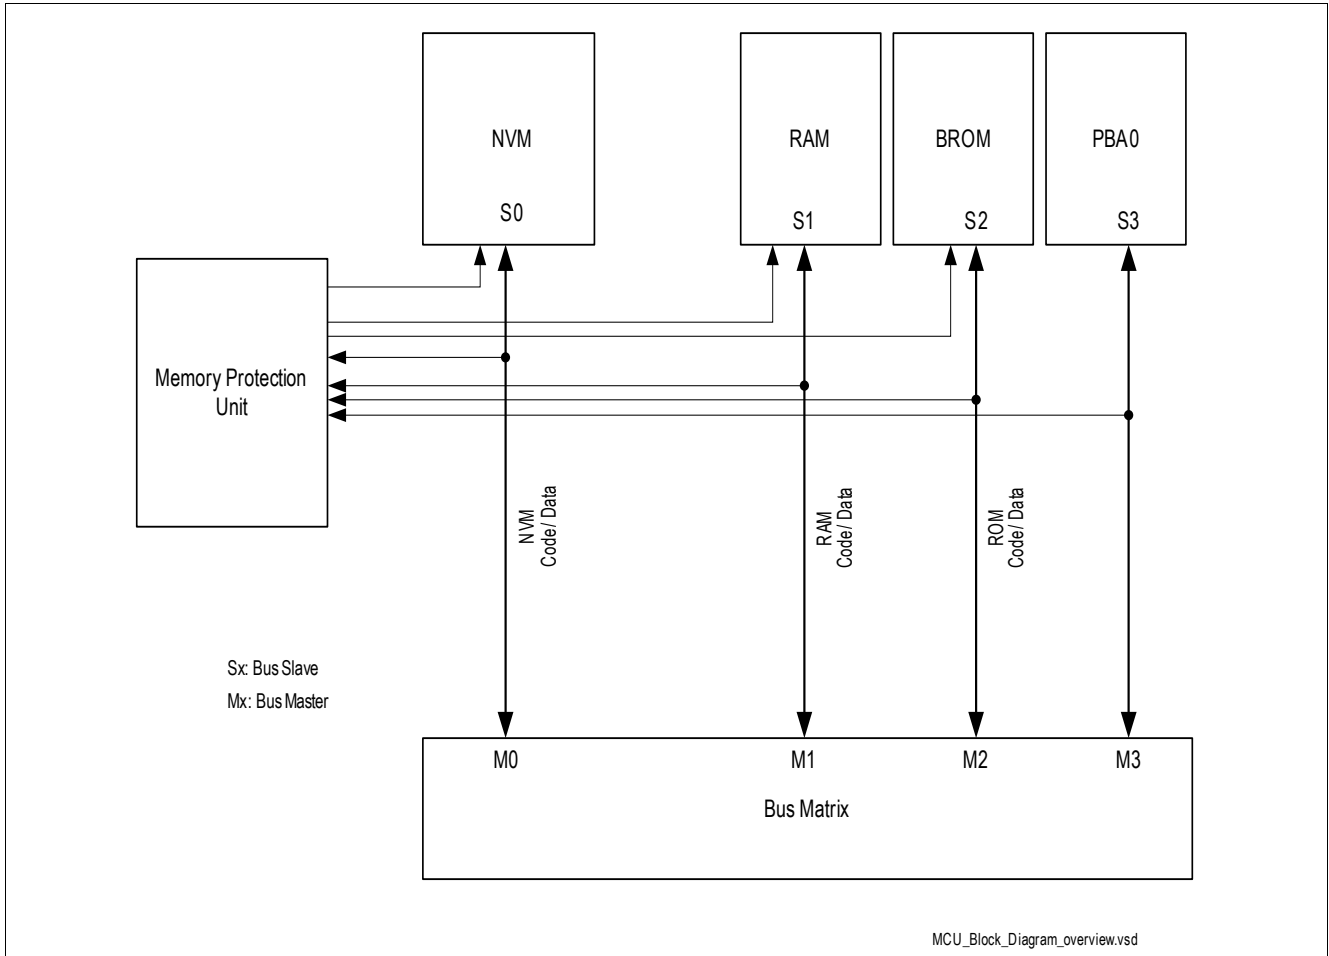 NVM
RAM
BROM
PBA0
S0
S1
S2
S3
Memory Protection
Unit
NVM
Code / Data
RAM
Code / Data
ROM
Code / Data
Sx: Bus Slave
Mx: Bus Master
M0
M1
M2
M3
Bus Matrix
MCU_Block_Diagram_overview.vsd